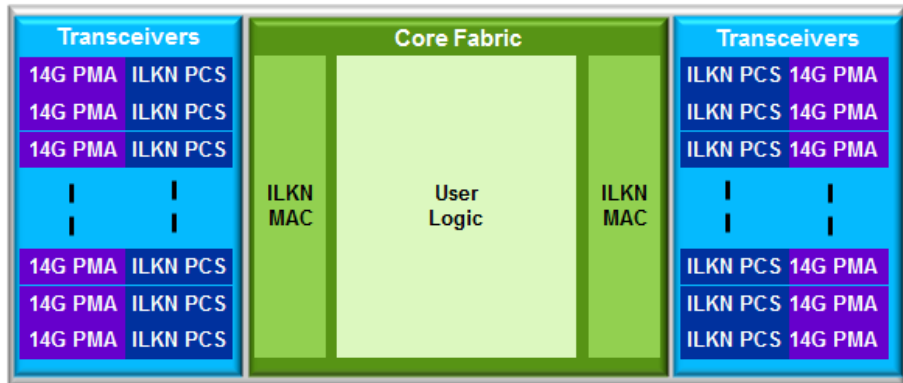 Transceivers
14G PMA ILKN PCS
14G PMA ILKN PCS
14G PMA ILKN PCS
14G PMA ILKN PCS
14G PMA ILKN PCS
14G PMA ILKN PCS
Core Fabric
ILKN
MAC
User
Logic
ILKN
MAC
Transceivers
ILKN PCS 14G PMA
ILKN PCS 14G PMA
ILKN PCS 14G PMA
ILKN PCS 14G PMA
ILKN PCS 14G PMA
ILKN PCS 14G PMA